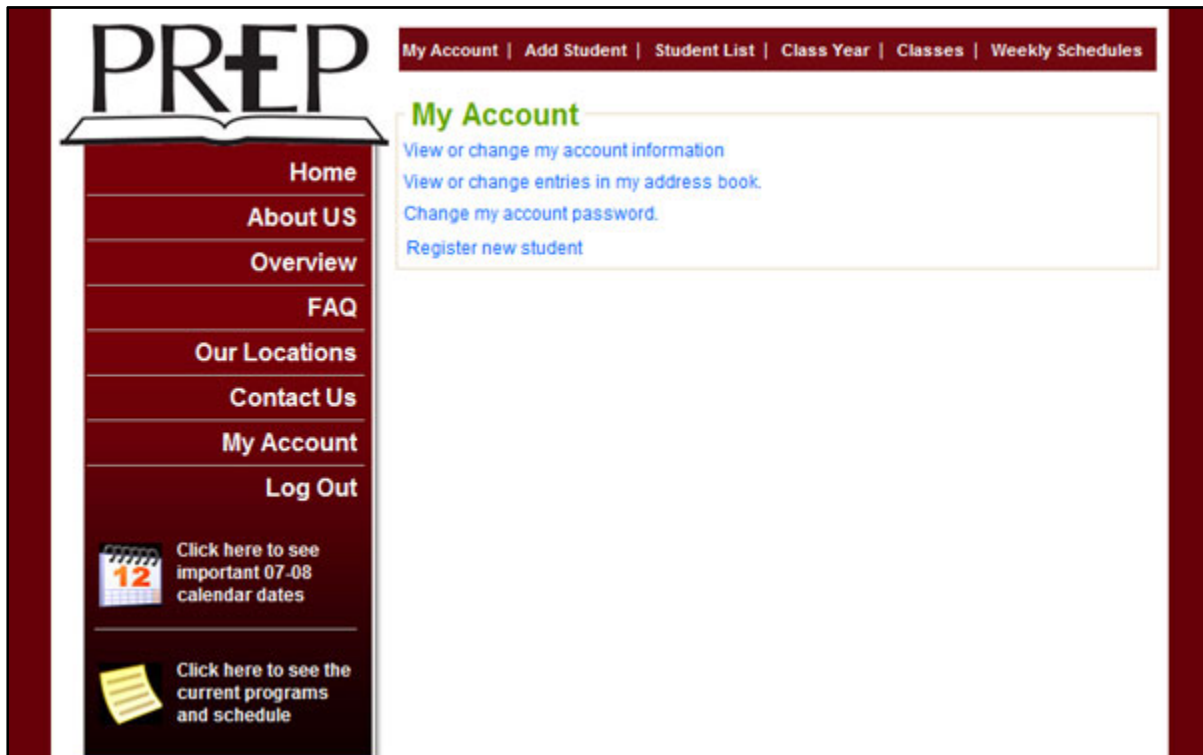 PREP
My Account | Add Student | Student List | Class Year | Classes | Weekly Schedules
My Account
View or change my account information
View or change entries in my address book.
Change my account password.
Register new student
Home
About US
Overview
FAQ
Our Locations
Contact Us
My Account
Log Out
12
Click here to see
important 07-08
calendar dates
Click here to see the
current programs
and schedule